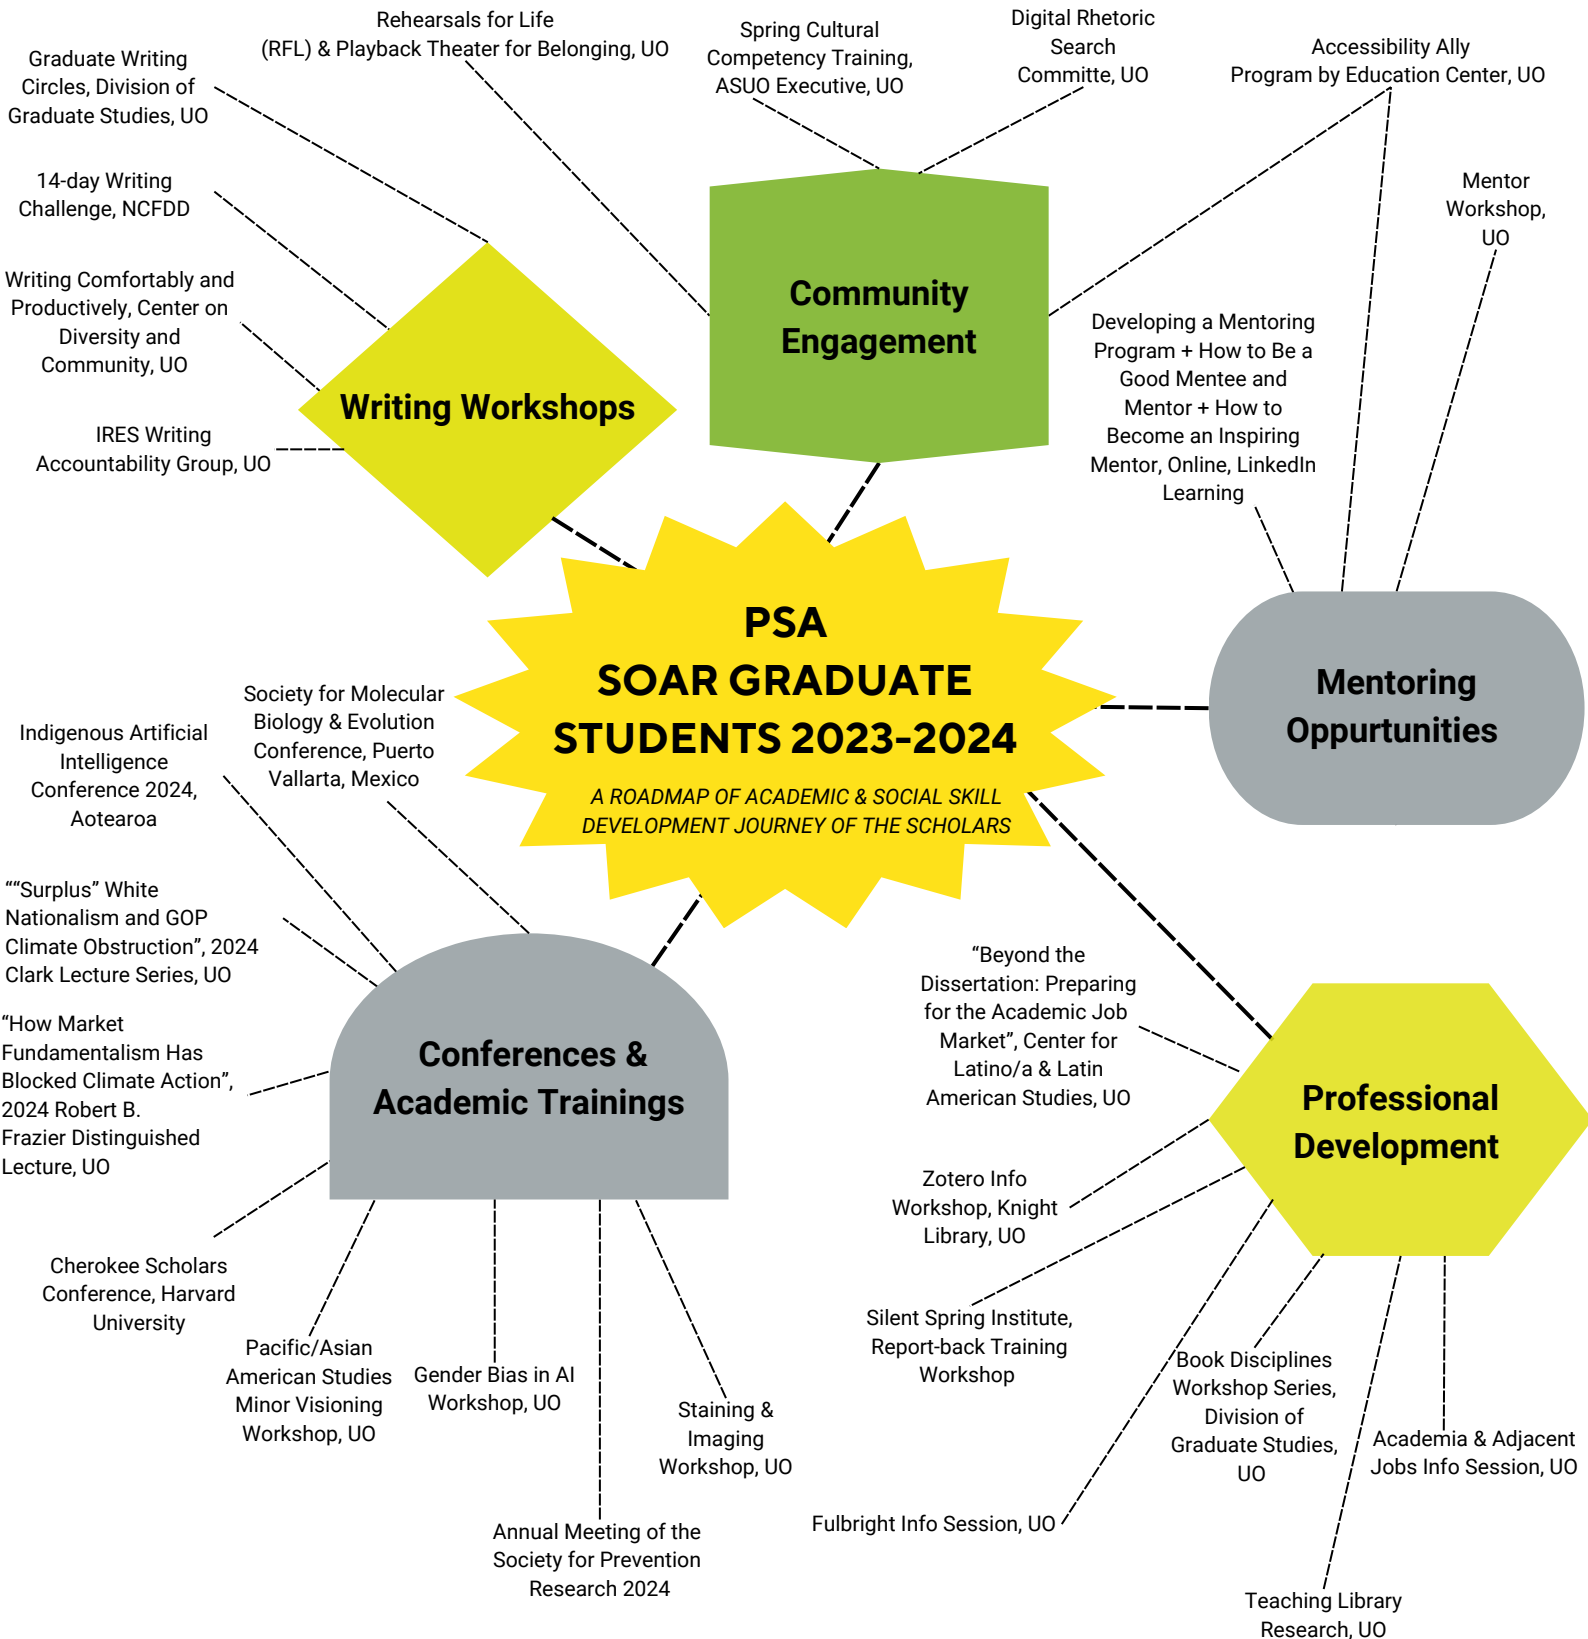 Rehearsals for Life
(RFL) & Playback Theater for Belonging, UO
Spring Cultural
Competency Training,
ASUO Executive, UO
Digital Rhetoric
Search
Committe, UO
Accessibility Ally
Program by Education Center, UO
Graduate Writing
Circles, Division of
Graduate Studies, UO
14-day Writing
Challenge, NCFDD
Writing Comfortably and
Productively, Center on
Diversity and
Community, UO
IRES Writing
Accountability Group, UO
Writing Workshops
Community
Engagement
Mentor
Workshop,
UO
Developing a Mentoring
Program + How to Be a
Good Mentee and
Mentor + How to
Become an Inspiring
Mentor, Online, LinkedIn
Learning
PSA
SOAR GRADUATE
STUDENTS 2023-2024
A ROADMAP OF ACADEMIC & SOCIAL SKILL
DEVELOPMENT JOURNEY OF THE SCHOLARS
Mentoring
Oppurtunities
Society for Molecular
Biology & Evolution
Conference, Puerto
Vallarta, Mexico
Indigenous Artificial
Intelligence
Conference 2024,
Aotearoa
““Surplus” White
Nationalism and GOP
Climate Obstruction”, 2024
Clark Lecture Series, UO
“How Market
Fundamentalism Has
Blocked Climate Action”,
2024 Robert B.
Frazier Distinguished
Lecture, UO
Conferences &
Academic Trainings
Cherokee Scholars
Conference, Harvard
University
Pacific/Asian
American Studies
Minor Visioning
Workshop, UO
Gender Bias in AI
Workshop, UO
Annual Meeting of the
Society for Prevention
Research 2024
Staining &
Imaging
Workshop, UO
“Beyond the
Dissertation: Preparing
for the Academic Job
Market”, Center for
Latino/a & Latin
American Studies, UO
Professional
Development
Zotero Info
Workshop, Knight
Library, UO
Silent Spring Institute,
Report-back Training
Workshop
Fulbright Info Session, UO
Book Disciplines
Workshop Series,
Division of
Graduate Studies,
UO
Academia & Adjacent
Jobs Info Session, UO
Teaching Library
Research, UO